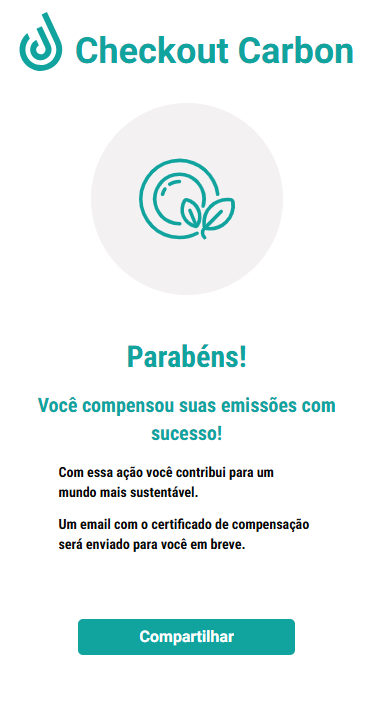 Checkout Carbon
Parabéns!
Você compensou suas emissões com
sucesso!
Com essa ação você contribui para um
mundo mais sustentável.
Um email com o certificado de compensação
será enviado para você em breve.
Compartilhar